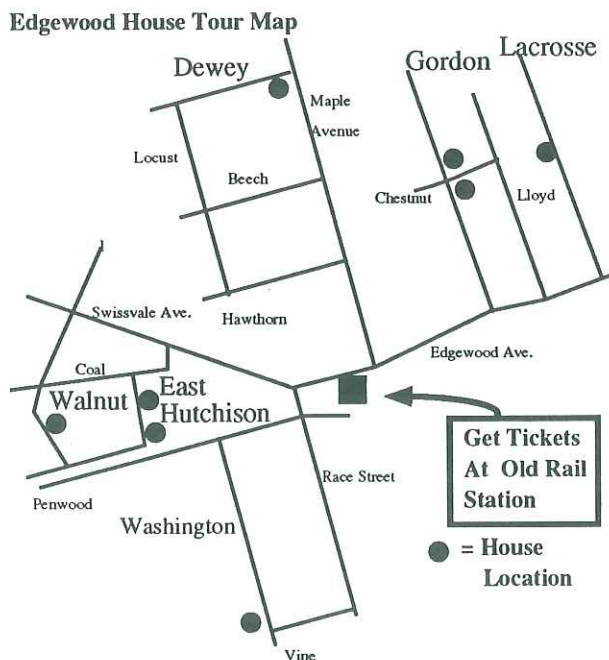 Edgewood House Tour Map
Dewey
Gordon
Lacrosse
Maple
Avenue
Locust
Beech
Chestnut
Lloyd
Swissvale Ave.
Hawthorn
Edgewood Ave.
Coal
Walnut
East
Hutchison
Penwood
Race Street
Washington
Vine
Get Tickets
At Old Rail
Station
= House
Location